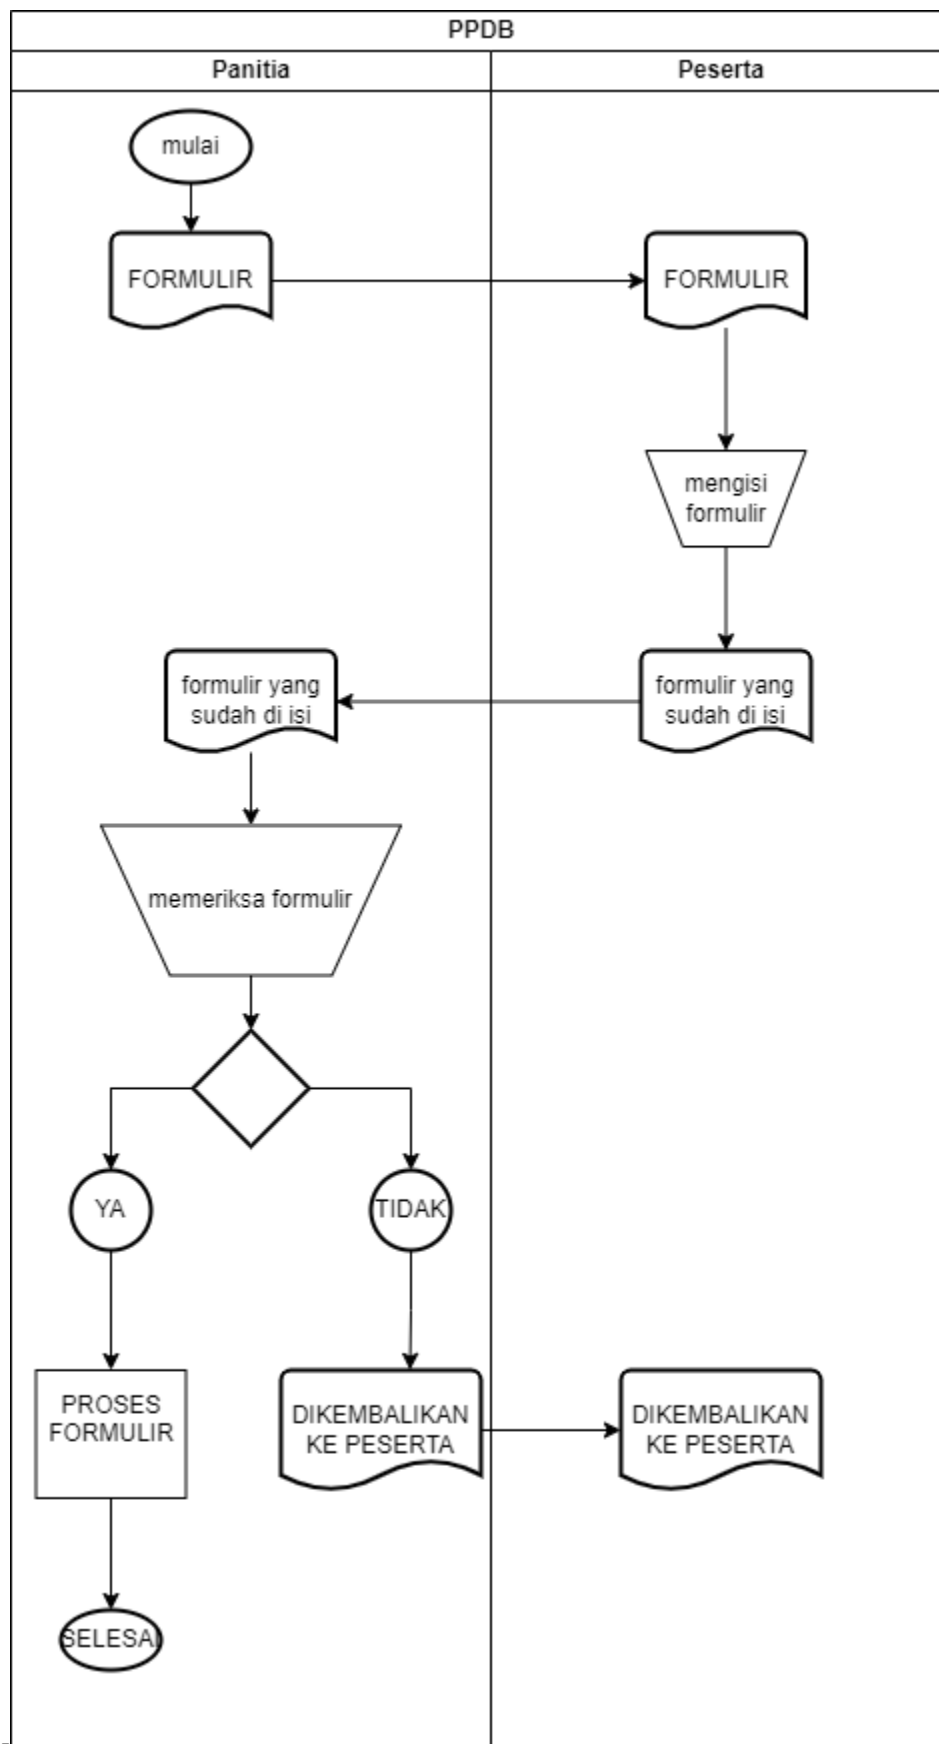 PPDB
Panitia
Peserta
mulai
FORMULIR
FORMULIR
mengisi
formulir
formulir yang
sudah di isi
formulir yang
sudah di isi
memeriksa formulir
YA
TIDAK
PROSES
FORMULIR
DIKEMBALIKAN
KE PESERTA
DIKEMBALIKAN
KE PESERTA
SELESAI